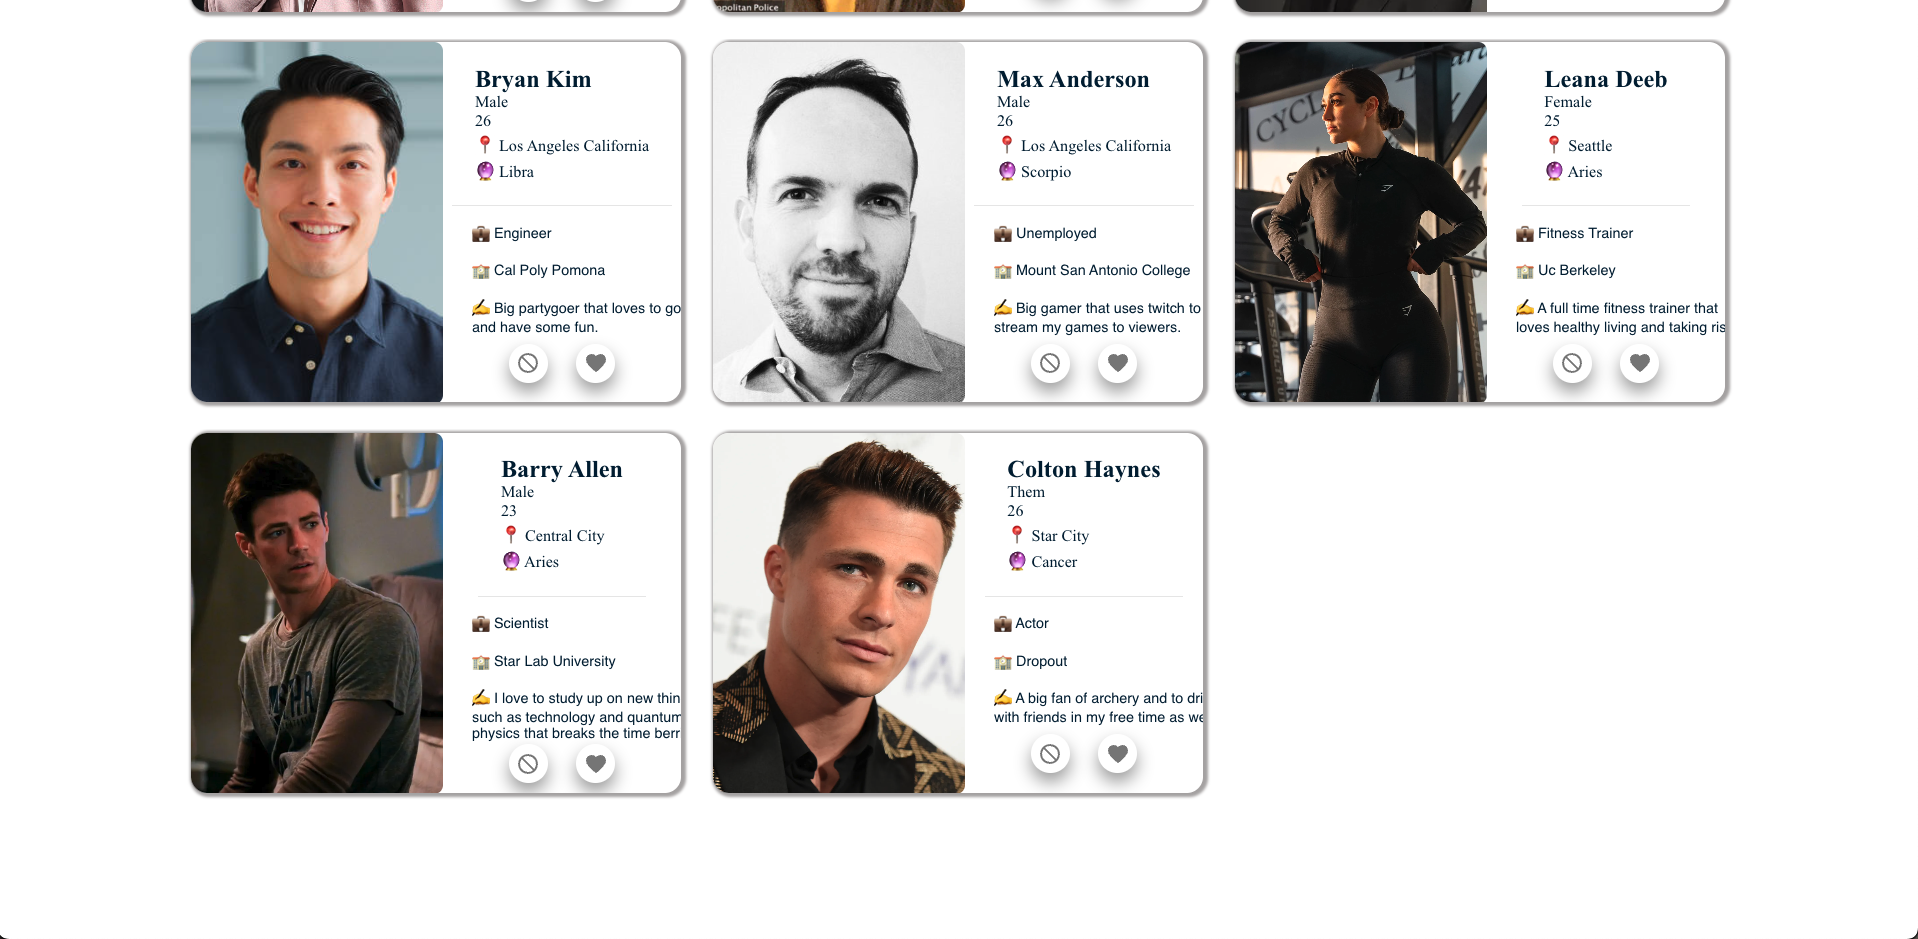 opolitan Police
Bryan Kim
Male
26
📍 Los Angeles California
🔮 Libra
💼 Engineer
🏫 Cal Poly Pomona
✍️ Big partygoer that loves to go
and have some fun.
Max Anderson
Male
26
📍 Los Angeles California
🔮 Scorpio
💼 Unemployed
🏫 Mount San Antonio College
✍️ Big gamer that uses twitch to
stream my games to viewers.
CYCL
Leana Deeb
Female
25
📍 Seattle
🔮 Aries
💼 Fitness Trainer
🏫 Uc Berkeley
✍️ A full time fitness trainer that
loves healthy living and taking ris
Barry Allen
Male
23
📍 Central City
🔮 Aries
💼 Scientist
🏫 Star Lab University
✍️ I love to study up on new thin
such as technology and quantum
physics that breaks the time berr
Colton Haynes
Them
26
📍 Star City
🔮 Cancer
💼 Actor
🏫 Dropout
✍️ A big fan of archery and to dri
with friends in my free time as we